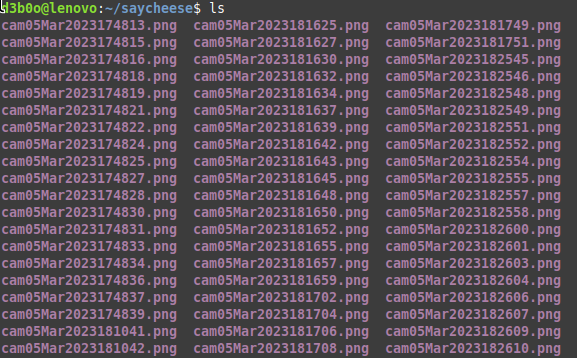 d3b0o@lenovo:~/saycheese$ ls
cam05Mar2023174813.png  cam05Mar2023181625.png  cam05Mar2023181749.png
cam05Mar2023174815.png  cam05Mar2023181627.png  cam05Mar2023181751.png
cam05Mar2023174816.png  cam05Mar2023181630.png  cam05Mar2023182545.png
cam05Mar2023174818.png  cam05Mar2023181632.png  cam05Mar2023182546.png
cam05Mar2023174819.png  cam05Mar2023181634.png  cam05Mar2023182548.png
cam05Mar2023174821.png  cam05Mar2023181637.png  cam05Mar2023182549.png
cam05Mar2023174822.png  cam05Mar2023181639.png  cam05Mar2023182551.png
cam05Mar2023174824.png  cam05Mar2023181642.png  cam05Mar2023182552.png
cam05Mar2023174825.png  cam05Mar2023181643.png  cam05Mar2023182554.png
cam05Mar2023174827.png  cam05Mar2023181645.png  cam05Mar2023182555.png
cam05Mar2023174828.png  cam05Mar2023181648.png  cam05Mar2023182557.png
cam05Mar2023174830.png  cam05Mar2023181650.png  cam05Mar2023182558.png
cam05Mar2023174831.png  cam05Mar2023181652.png  cam05Mar2023182600.png
cam05Mar2023174833.png  cam05Mar2023181655.png  cam05Mar2023182601.png
cam05Mar2023174834.png  cam05Mar2023181657.png  cam05Mar2023182603.png
cam05Mar2023174836.png  cam05Mar2023181659.png  cam05Mar2023182604.png
cam05Mar2023174837.png  cam05Mar2023181702.png  cam05Mar2023182606.png
cam05Mar2023174839.png  cam05Mar2023181704.png  cam05Mar2023182607.png
cam05Mar2023181041.png  cam05Mar2023181706.png  cam05Mar2023182609.png
cam05Mar2023181042.png  cam05Mar2023181708.png  cam05Mar2023182610.png